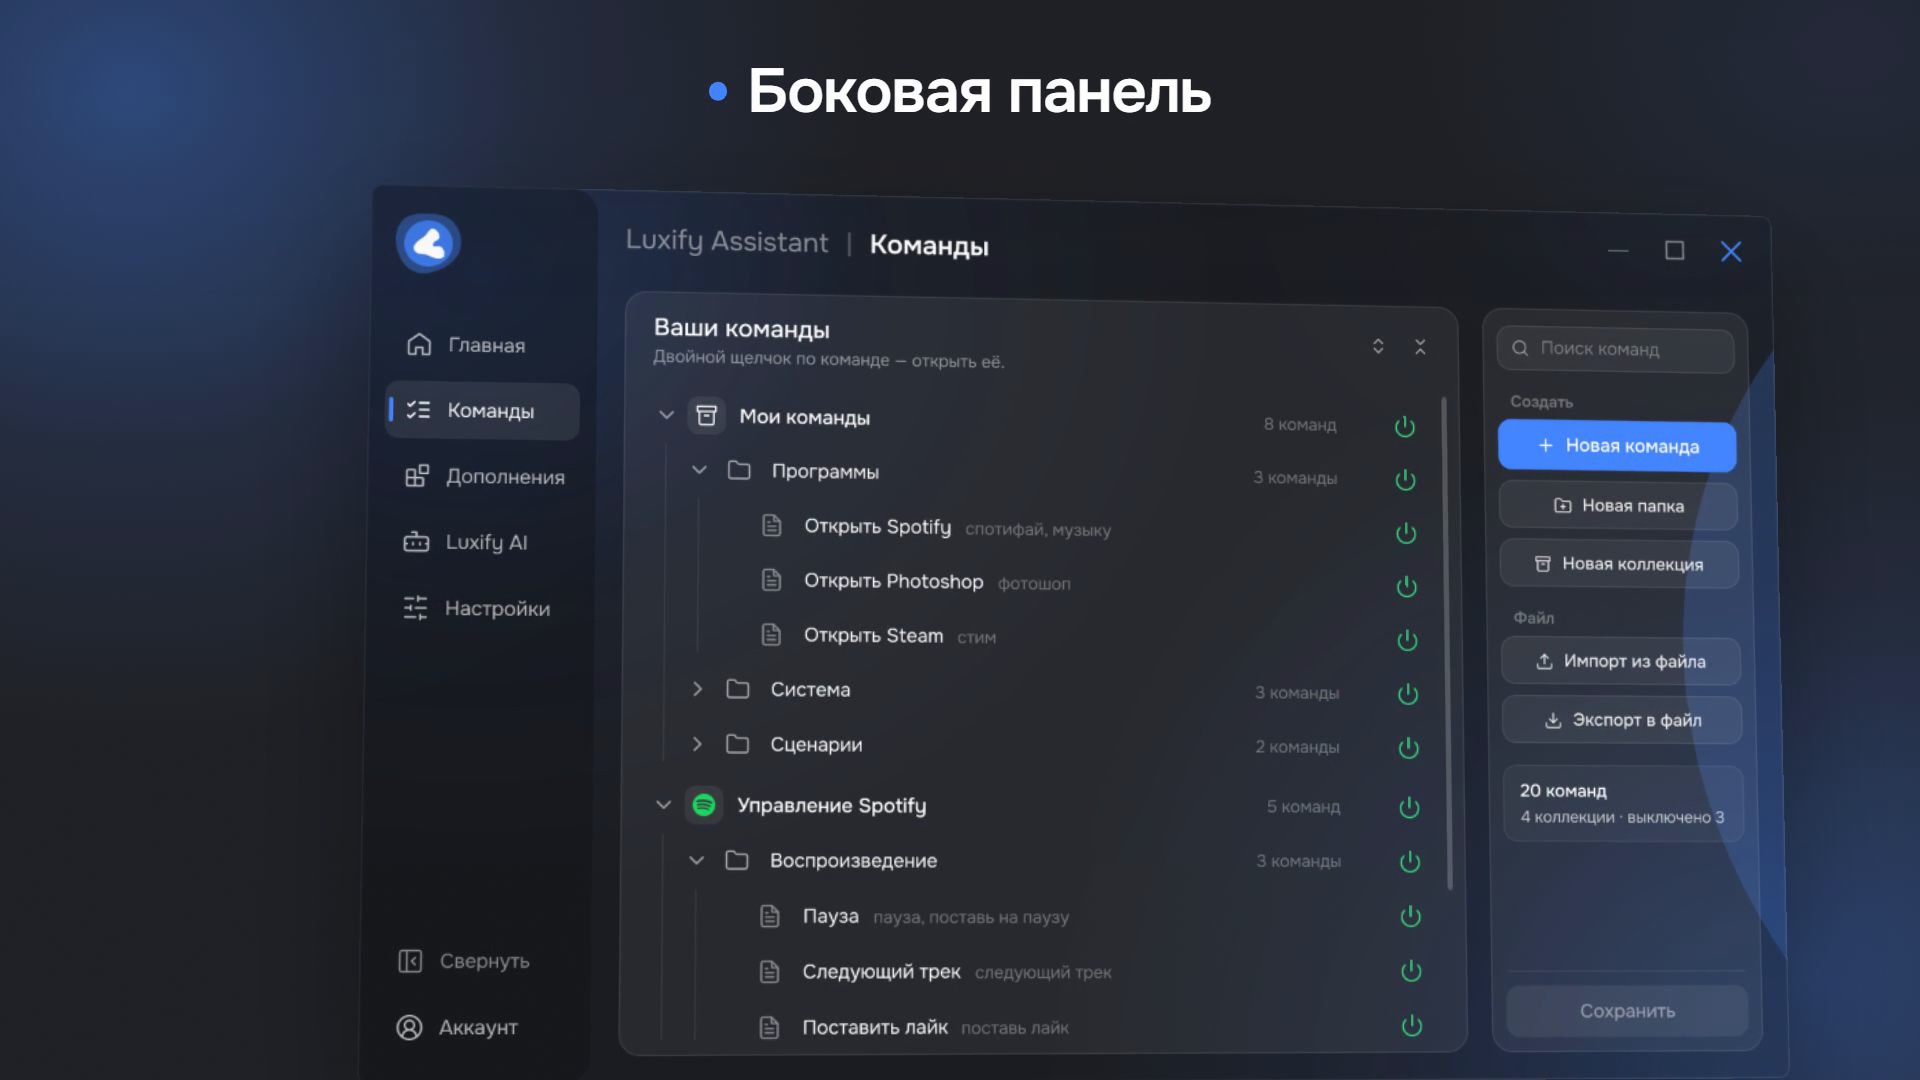 Боковая панель
Luxify Assistant | Команды
Главная
Команды
Дополнения
Luxify AI
Настройки
Свернуть
Аккаунт
Ваши команды
Двойной щелчок по команде — открыть её.
Мои команды 8 команд
Программы 3 команды
Открыть Spotify спотифай, музыку
Открыть Photoshop фотошоп
Открыть Steam стим
Система 3 команды
Сценарии 2 команды
Управление Spotify 5 команд
Воспроизведение 3 команды
Пауза пауза, поставь на паузу
Следующий трек следующий трек
Поставить лайк поставь лайк
Поиск команд
Создать
Новая команда
Новая папка
Новая коллекция
Файл
Импорт из файла
Экспорт в файл
20 команд
4 коллекции · выключено 3
Сохранить